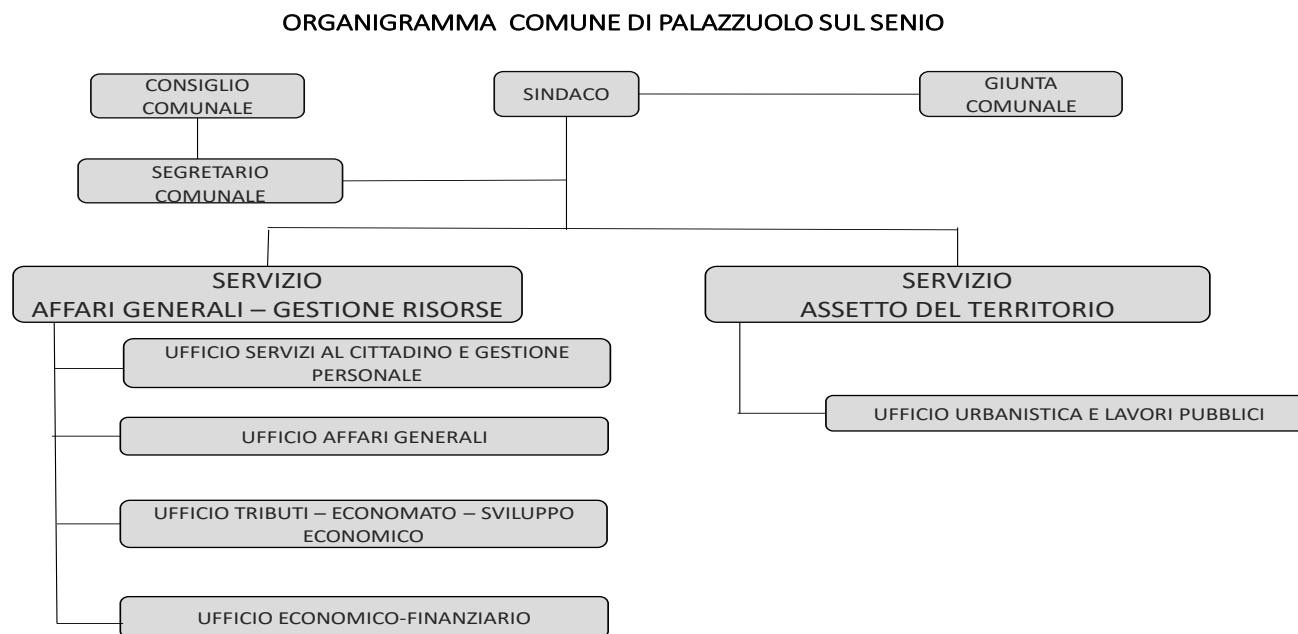 ORGANIGRAMMA COMUNE DI PALAZZUOLO SUL SENIO
CONSIGLIO
COMUNALE
SINDACO
GIUNTA
COMUNALE
SEGRETARIO
COMUNALE
SERVIZIO
AFFARI GENERALI – GESTIONE RISORSE
SERVIZIO
ASSETTO DEL TERRITORIO
UFFICIO SERVIZI AL CITTADINO E GESTIONE
PERSONALE
UFFICIO AFFARI GENERALI
UFFICIO TRIBUTI – ECONOMATO – SVILUPPO
ECONOMICO
UFFICIO ECONOMICO-FINANZIARIO
UFFICIO URBANISTICA E LAVORI PUBBLICI